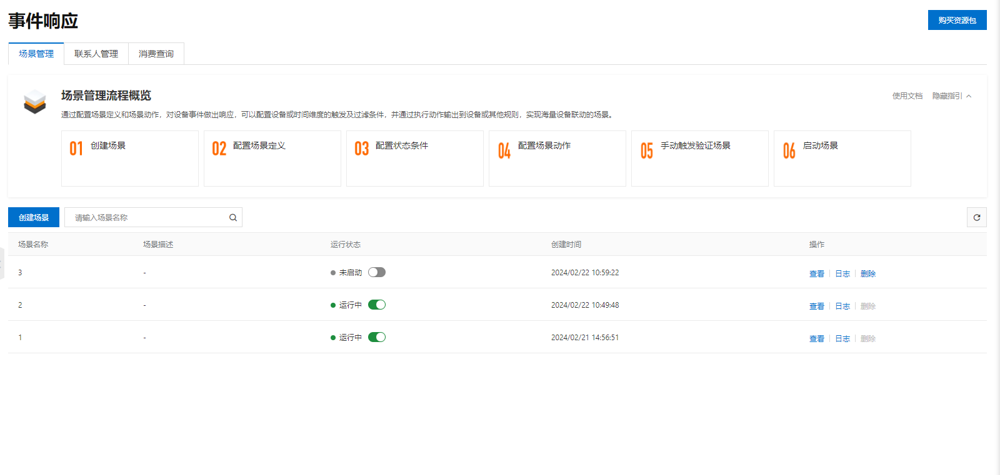 事件响应
购买资源包
场景管理 联系人管理 消费查询
场景管理流程概览
使用文档 隐藏指引
通过配置场景定义和场景动作，对设备事件做出响应，可以配置设备或时间维度的触发及过滤条件，并通过执行动作输出到设备或其他规则，实现海量设备联动的场景。
01 创建场景
02 配置场景定义
03 配置状态条件
04 配置场景动作
05 手动触发验证场景
06 启动场景
创建场景 请输入场景名称
场景名称 场景描述 运行状态 创建时间 操作
3 - 未启动 2024/02/22 10:59:22 查看 日志 删除
2 - 运行中 2024/02/22 10:49:48 查看 日志 删除
1 - 运行中 2024/02/21 14:56:51 查看 日志 删除